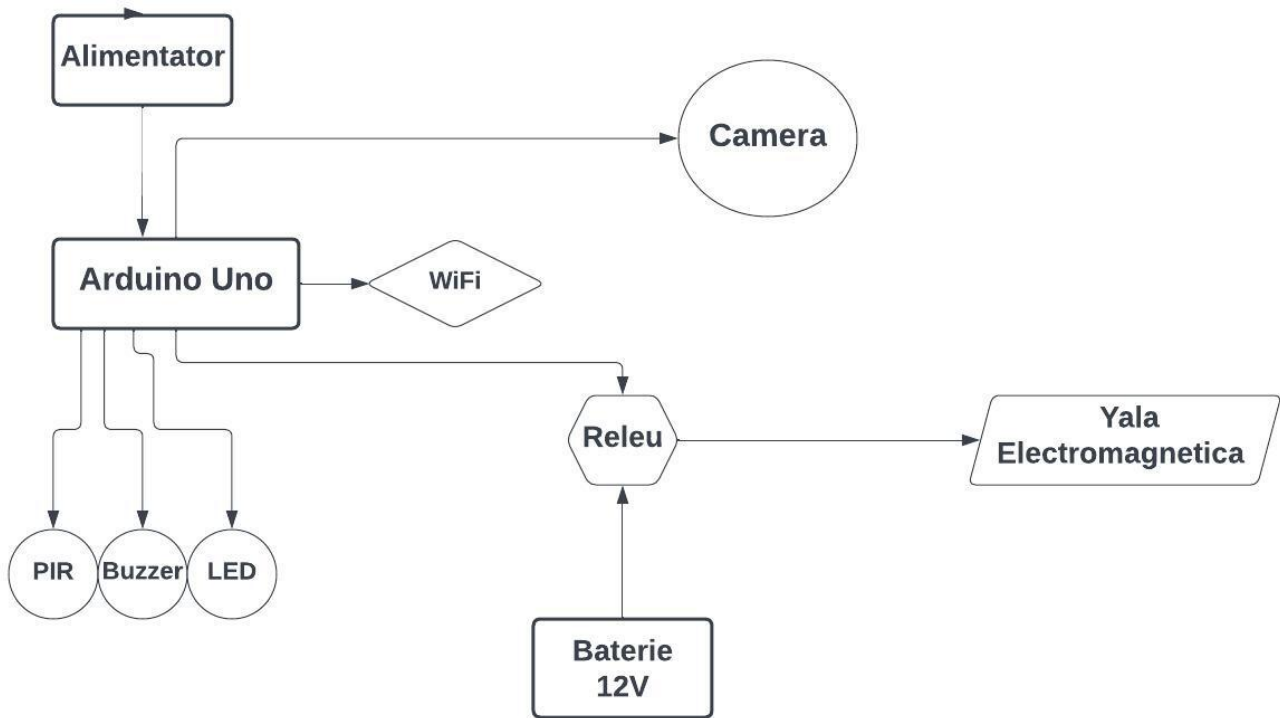 Alimentator
Camera
Arduino Uno
WiFi
Releu
Yala
Electromagnetica
PIR
Buzzer
LED
Baterie
12V